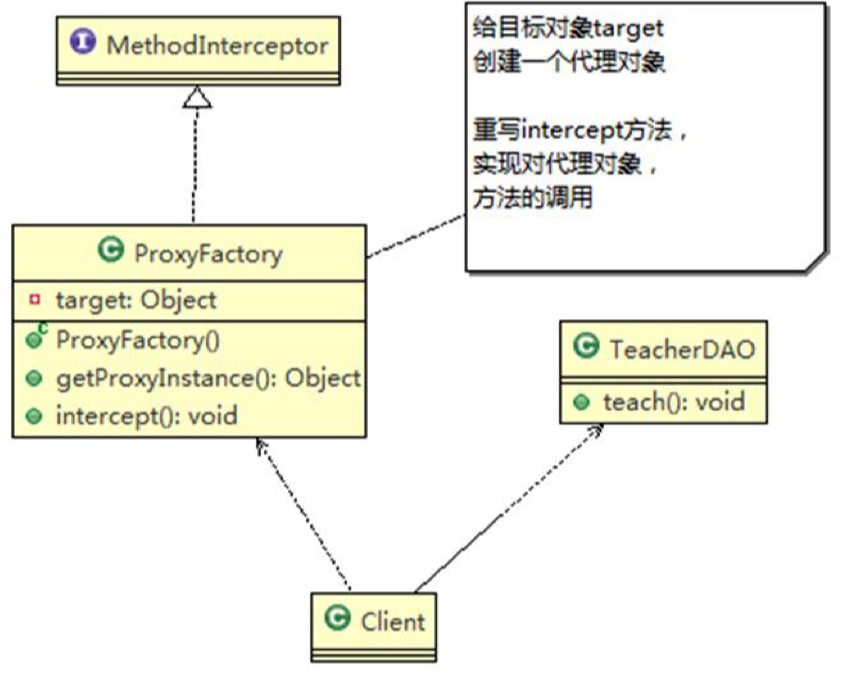 MethodInterceptor
给目标对象target
创建一个代理对象
重写intercept方法，
实现对代理对象，
方法的调用
ProxyFactory
target: Object
ProxyFactory()
getProxyInstance(): Object
intercept(): void
TeacherDAO
teach(): void
Client